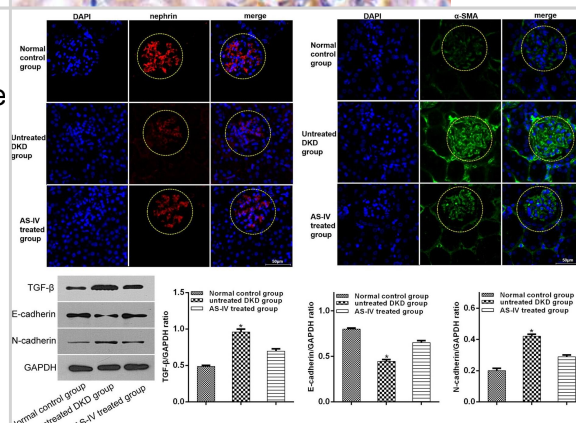 DAPI nephrin merge
Normal control group
Untreated DKD group
AS-IV treated group
50μm
DAPI α-SMA merge
Normal control group
Untreated DKD group
AS-IV treated group
50μm
e
TGF-β
E-cadherin
N-cadherin
GAPDH
Normal control group
untreated DKD group
AS-IV treated group
Normal control group
untreated DKD group
AS-IV treated group
TGF-β/GAPDH ratio
1.5
1.0
0.5
0.0
*
Normal control group
untreated DKD group
AS-IV treated group
E-cadherin/GAPDH ratio
1.0
0.5
0.0
*
Normal control group
untreated DKD group
AS-IV treated group
N-cadherin/GAPDH ratio
0.6
0.4
0.2
0.0
*